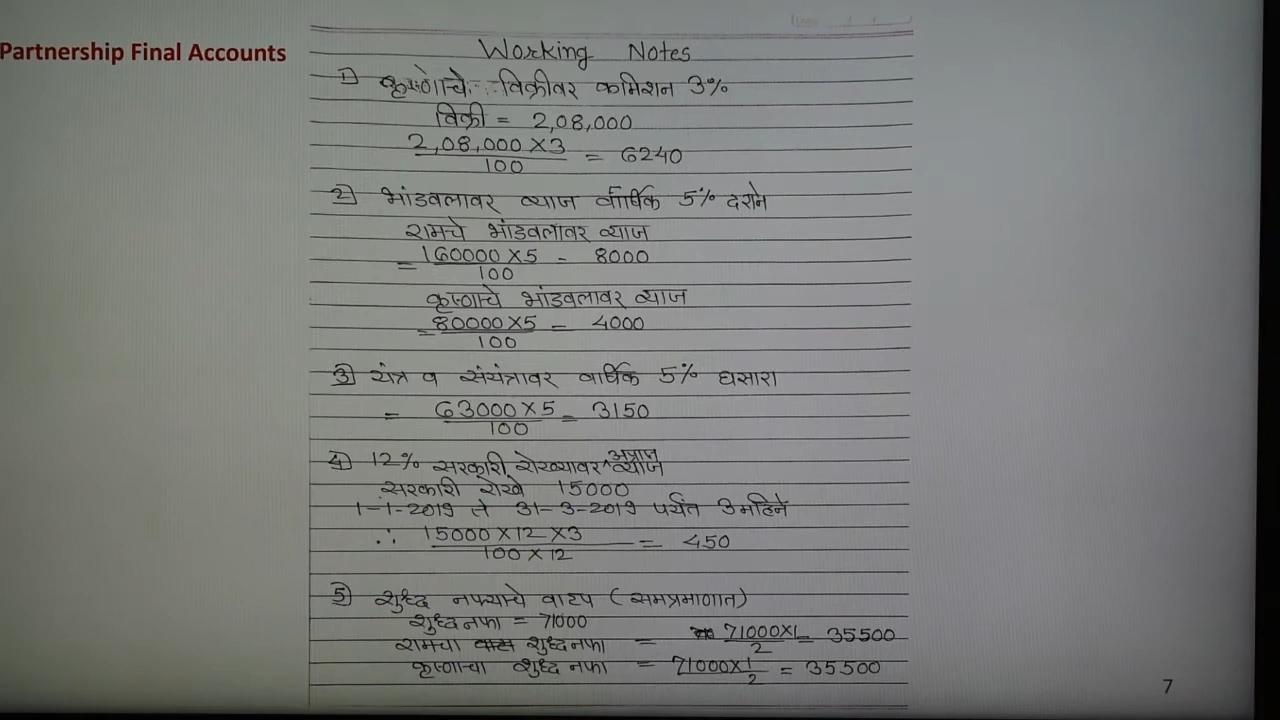 Partnership Final Accounts
Working Notes
1) कृष्णाचे विक्रीवर कमिशन 3%
विक्री = 2,08,000
2,08,000 X 3 / 100 = 6240
2) भांडवलावर व्याज वार्षिक 5% दराने
रामचे भांडवलावर व्याज
= 160000 X 5 / 100 = 8000
कृष्णाचे भांडवलावर व्याज
= 80000 X 5 / 100 = 4000
3) यंत्र व संयंत्रावर वार्षिक 5% घसारा
= 63000 X 5 / 100 = 3150
4) 12% सरकारी रोख्यावर अप्राप्त व्याज
सरकारी रोखे 15000
1-1-2019 ते 31-3-2019 पर्यंत 3 महिने
∴ 15000 X 12 X 3 / 100 X 12 = 450
5) शुध्द नफ्याचे वाटप (समप्रमाणात)
शुध्द नफा = 71000
रामचा शुध्द नफा = 71000 X 1 / 2 = 35500
कृष्णाचा शुध्द नफा = 71000 X 1 / 2 = 35500
7